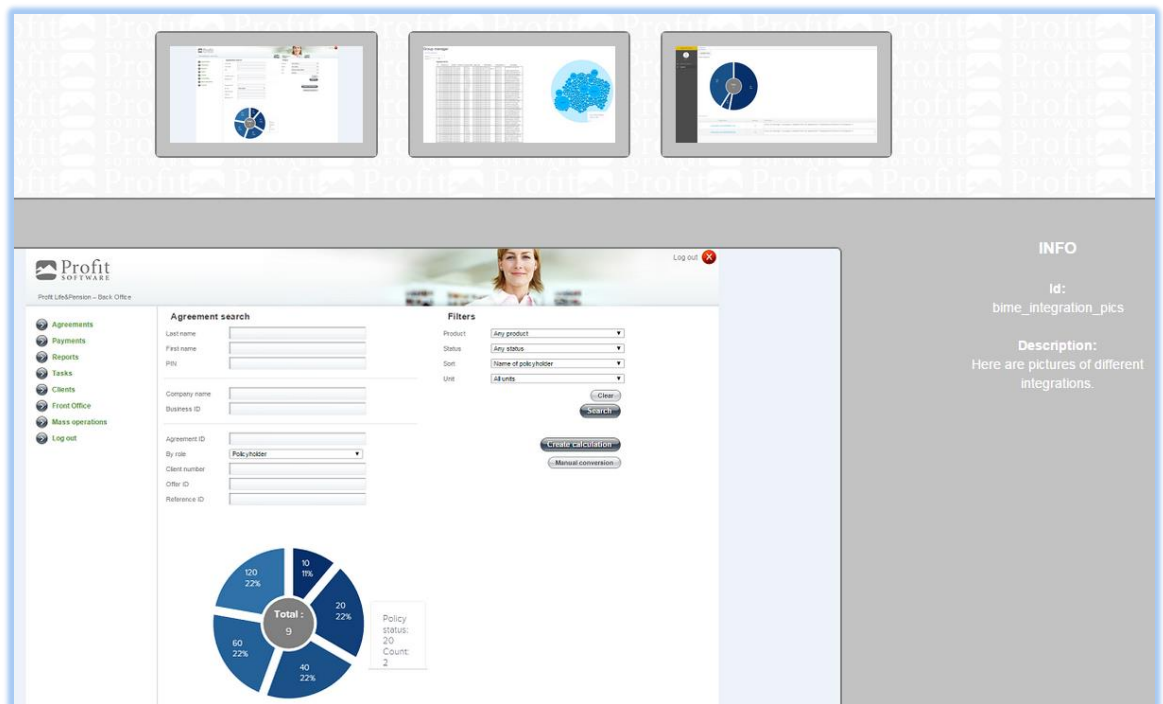 Group manager
Profit
SOFTWARE
Log out
Profit Life&Pension – Back Office
Agreements
Payments
Reports
Tasks
Clients
Front Office
Mass operations
Log out
Agreement search
Last name
First name
PIN
Company name
Business ID
Agreement ID
By role Policyholder
Client number
Offer ID
Reference ID
Filters
Product Any product
Status Any status
Sort Name of policyholder
Unit All units
Clear
Search
Create calculation
Manual conversion
10
11%
20
22%
40
22%
60
22%
120
22%
Total :
9
Policy
status:
20
Count:
2
INFO
Id:
bime_integration_pics
Description:
Here are pictures of different
integrations.